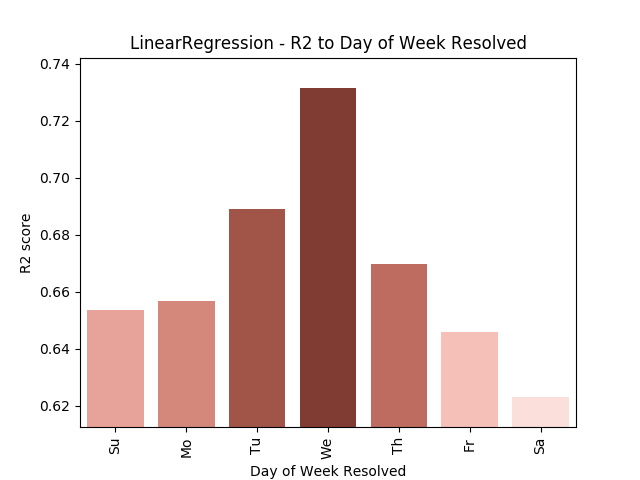 LinearRegression - R2 to Day of Week Resolved
0.74
0.72
0.70
0.68
0.66
0.64
0.62
R2 score
Su
Mo
Tu
We
Th
Fr
Sa
Day of Week Resolved